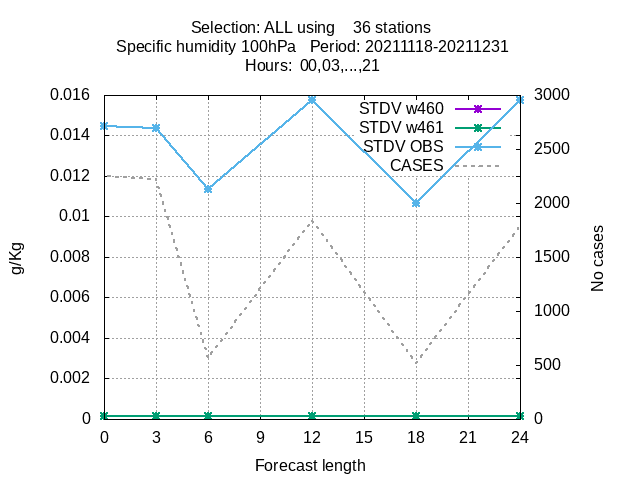 Selection: ALL using    36 stations
Specific humidity 100hPa   Period: 20211118-20211231
Hours:  00,03,...,21
0.016
0.014
0.012
0.01
0.008
0.006
0.004
0.002
0
3000
2500
2000
1500
1000
500
0
g/Kg
No cases
STDV w460
STDV w461
STDV OBS
CASES
0 3 6 9 12 15 18 21 24
Forecast length